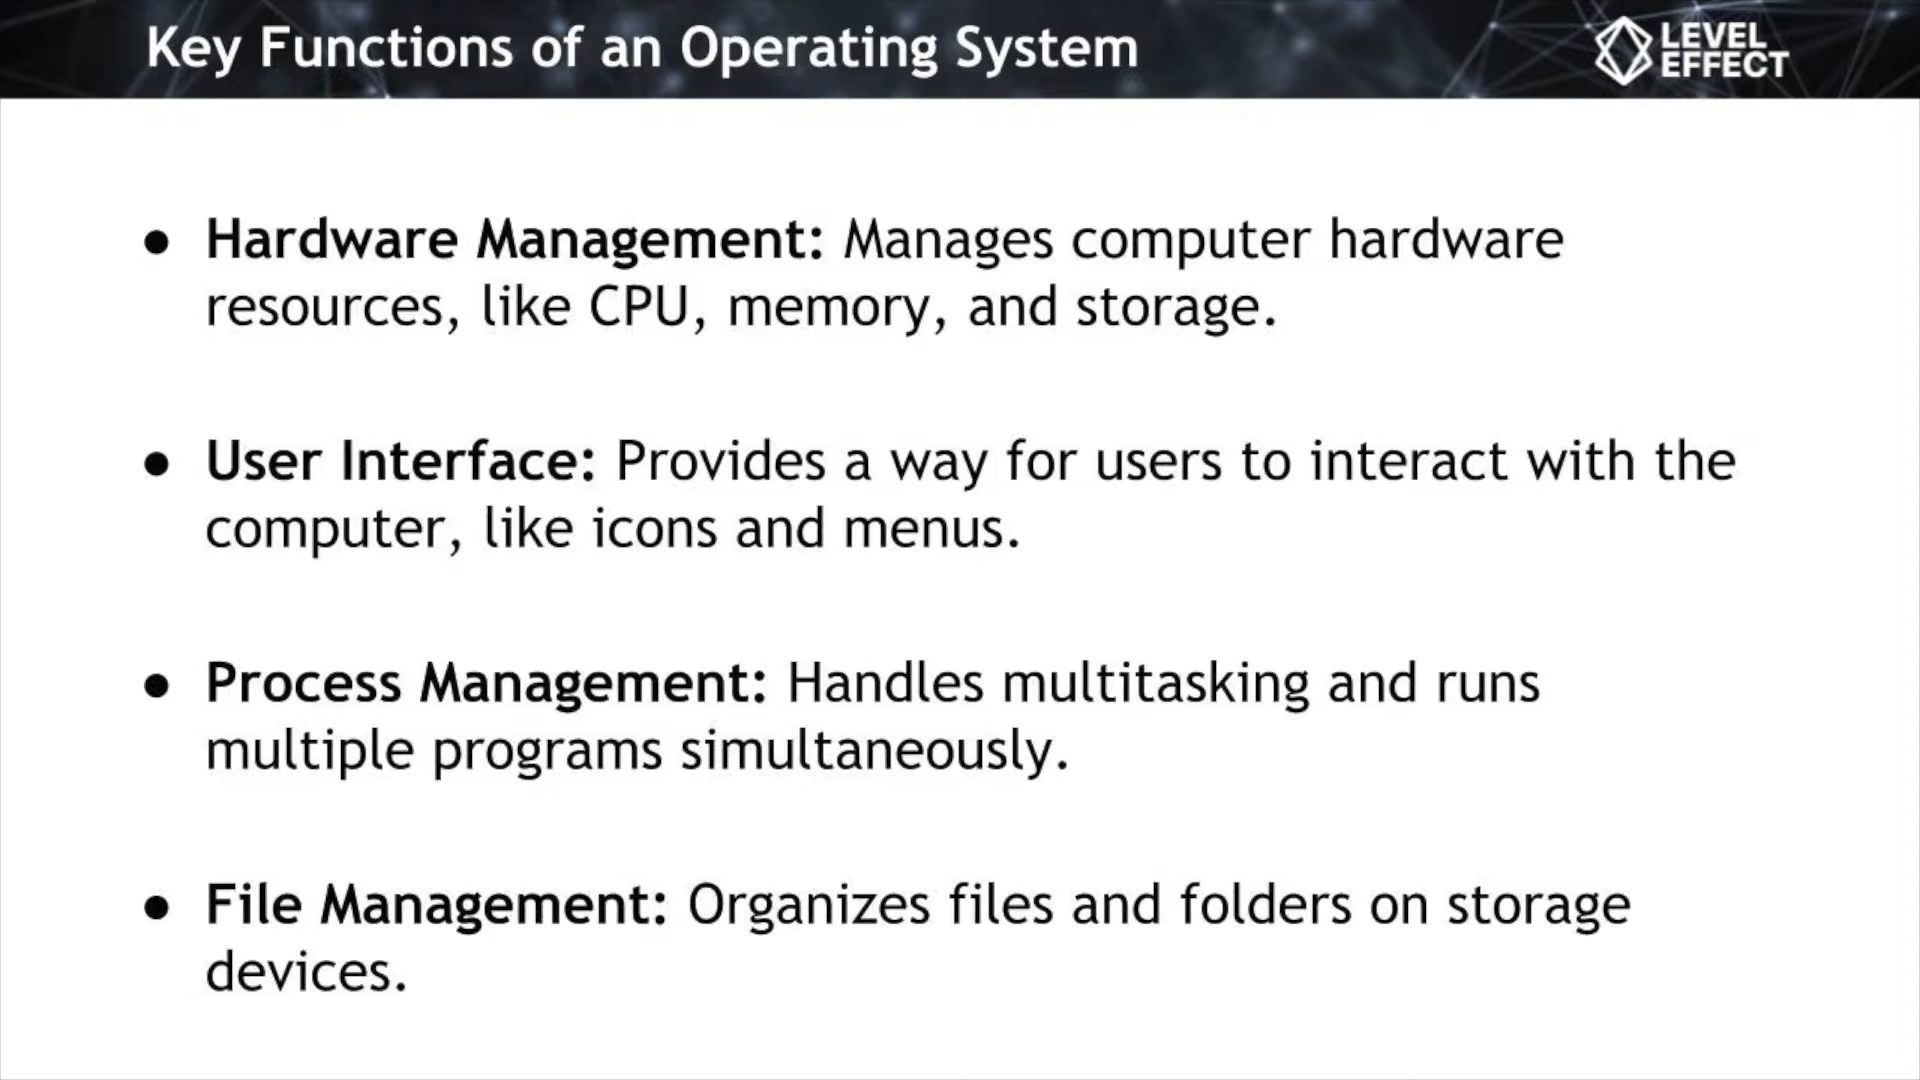 Key Functions of an Operating System
LEVEL
EFFECT
● Hardware Management: Manages computer hardware
resources, like CPU, memory, and storage.
● User Interface: Provides a way for users to interact with the
computer, like icons and menus.
● Process Management: Handles multitasking and runs
multiple programs simultaneously.
● File Management: Organizes files and folders on storage
devices.